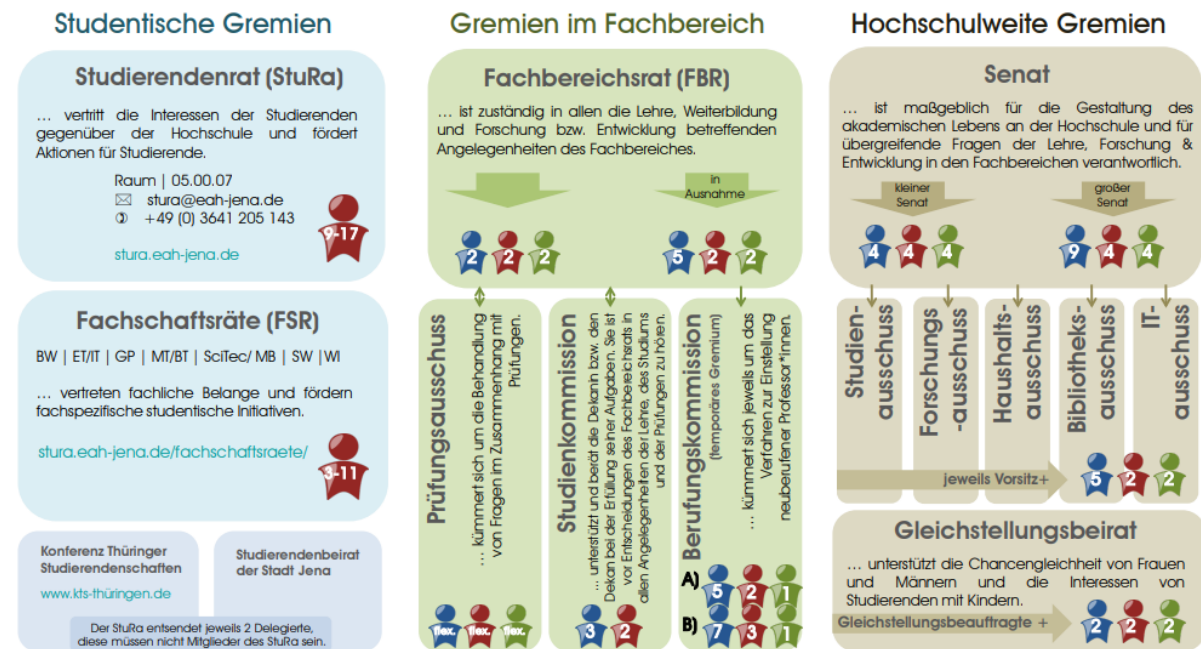 Studentische Gremien
Studierendenrat (StuRa)
... vertritt die Interessen der Studierenden
gegenüber der Hochschule und fördert
Aktionen für Studierende.
Raum | 05.00.07
stura@eah-jena.de
+49 (0) 3641 205 143
stura.eah-jena.de
9-17
Fachschaftsräte (FSR)
BW | ET/IT | GP | MT/BT | SciTec/ MB | SW |WI
... vertreten fachliche Belange und fördern
fachspezifische studentische Initiativen.
stura.eah-jena.de/fachschaftsraete/
3-11
Konferenz Thüringer
Studierendenschaften
www.kts-thüringen.de
Studierendenbeirat
der Stadt Jena
Der StuRa entsendet jeweils 2 Delegierte,
diese müssen nicht Mitglieder des StuRa sein.
Gremien im Fachbereich
Fachbereichsrat (FBR)
... ist zuständig in allen die Lehre, Weiterbildung
und Forschung bzw. Entwicklung betreffenden
Angelegenheiten des Fachbereiches.
in
Ausnahme
2 2 2
5 2 2
Prüfungsausschuss
... kümmert sich um die Behandlung
von Fragen im Zusammenhang mit
Prüfungen.
flex. flex. flex.
Studienkommission
... unterstützt und berät die Dekanin bzw. den
Dekan bei der Erfüllung seiner Aufgaben. Sie ist
vor Entscheidungen des Fachbereichsrats in
allen Angelegenheiten der Lehre, des Studiums
und der Prüfungen zu hören.
3 2
Berufungskommission
(temporäres Gremium)
... kümmert sich jeweils um das
Verfahren zur Einstellung
neuberufener Professor*innen.
A) 5 2 1
B) 7 3 1
Hochschulweite Gremien
Senat
... ist maßgeblich für die Gestaltung des
akademischen Lebens an der Hochschule und für
übergreifende Fragen der Lehre, Forschung &
Entwicklung in den Fachbereichen verantwortlich.
kleiner
Senat
großer
Senat
4 4 4
9 4 4
Studien-
ausschuss
Forschungs
-ausschuss
Haushalts-
ausschuss
Bibliotheks-
ausschuss
IT-
ausschuss
jeweils Vorsitz+
5 2 2
Gleichstellungsbeirat
... unterstützt die Chancengleichheit von Frauen
und Männern und die Interessen von
Studierenden mit Kindern.
Gleichstellungsbeauftragte +
2 2 2